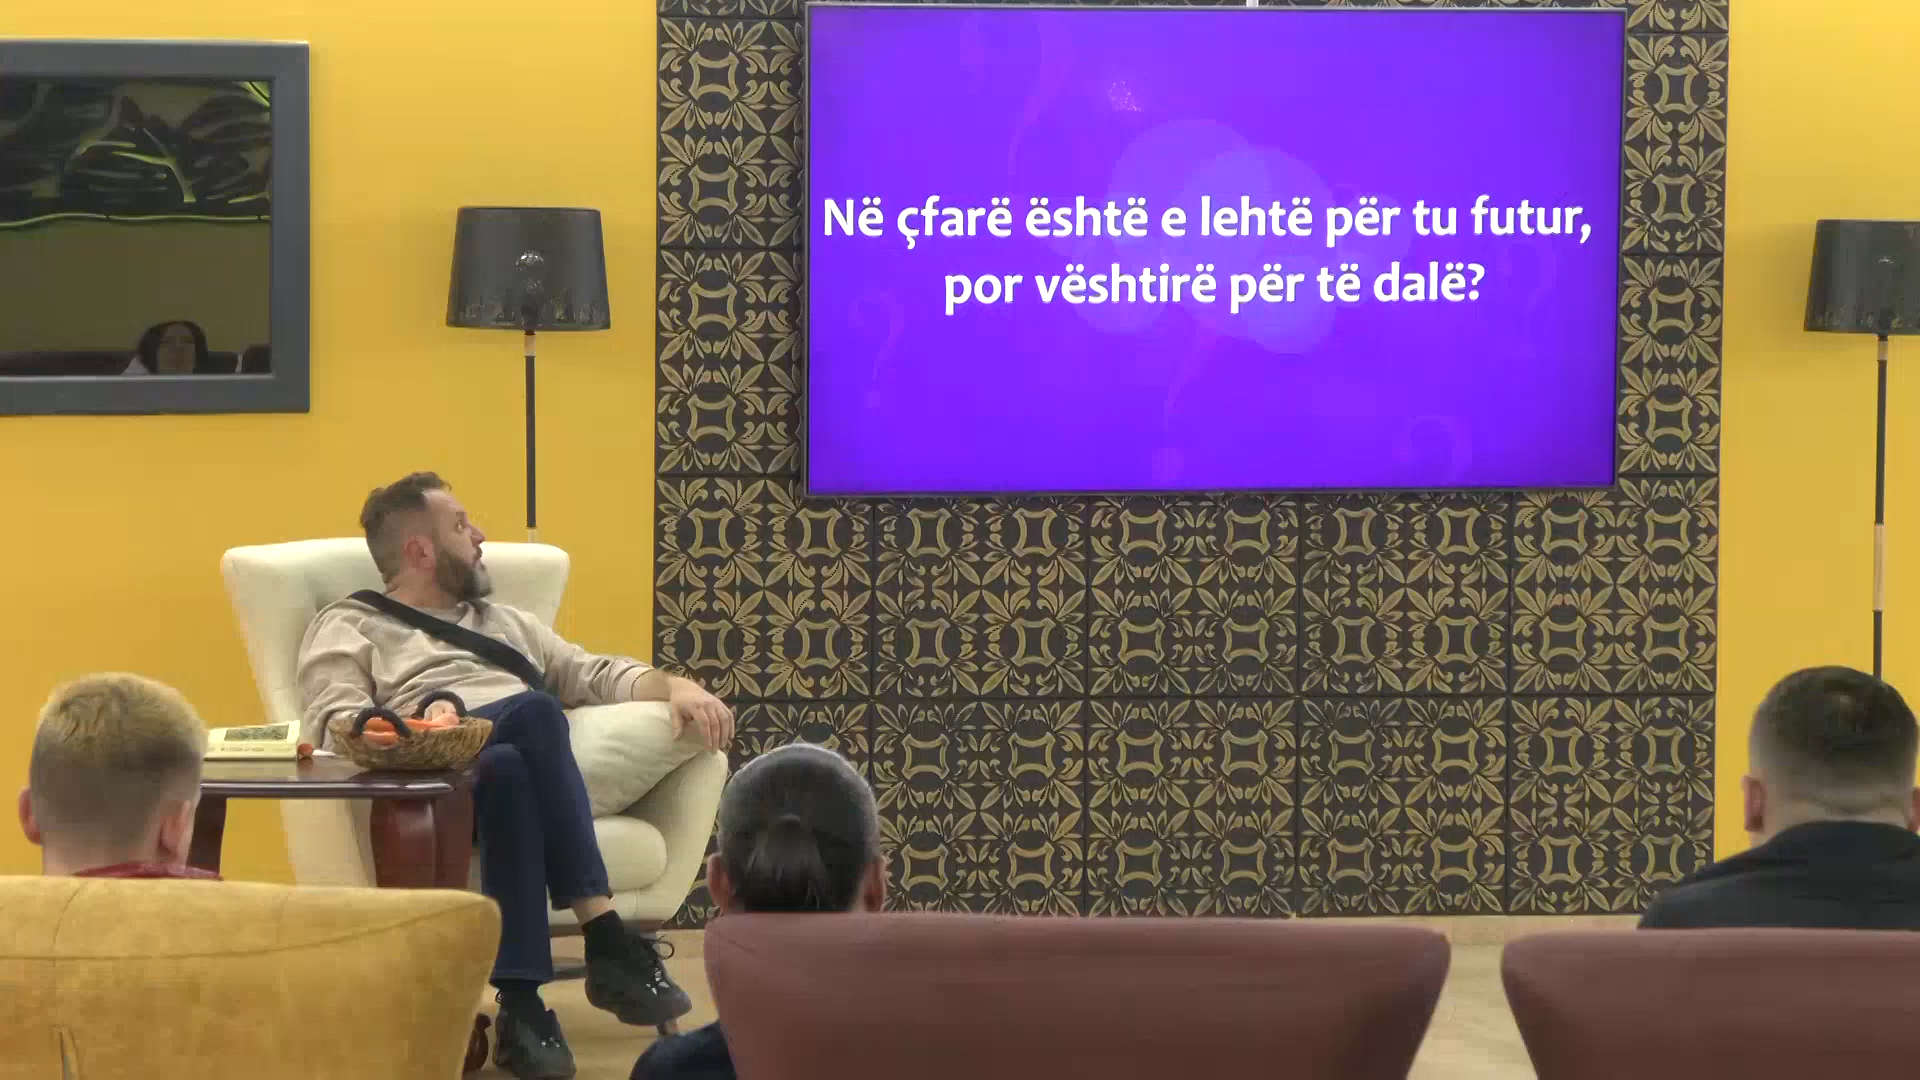 Në çfarë është e lehtë për tu futur,
por vështirë për të dalë?